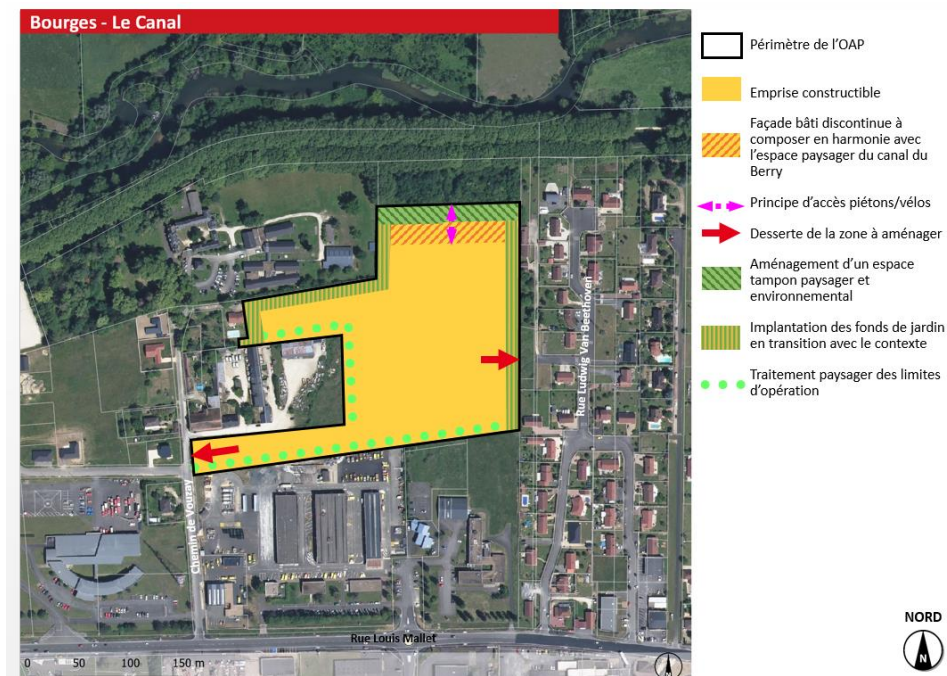 Bourges - Le Canal
Périmètre de l'OAP
Emprise constructible
Façade bâti discontinue à
composer en harmonie avec
l'espace paysager du canal du
Berry
Principe d'accès piétons/vélos
Desserte de la zone à aménager
Aménagement d'un espace
tampon paysager et
environnemental
Implantation des fonds de jardin
en transition avec le contexte
Traitement paysager des limites
d'opération
Rue Ludwig Van Beethoven
Chemin de Vouzay
Rue Louis Mallet
0 50 100 150 m
N
NORD
N